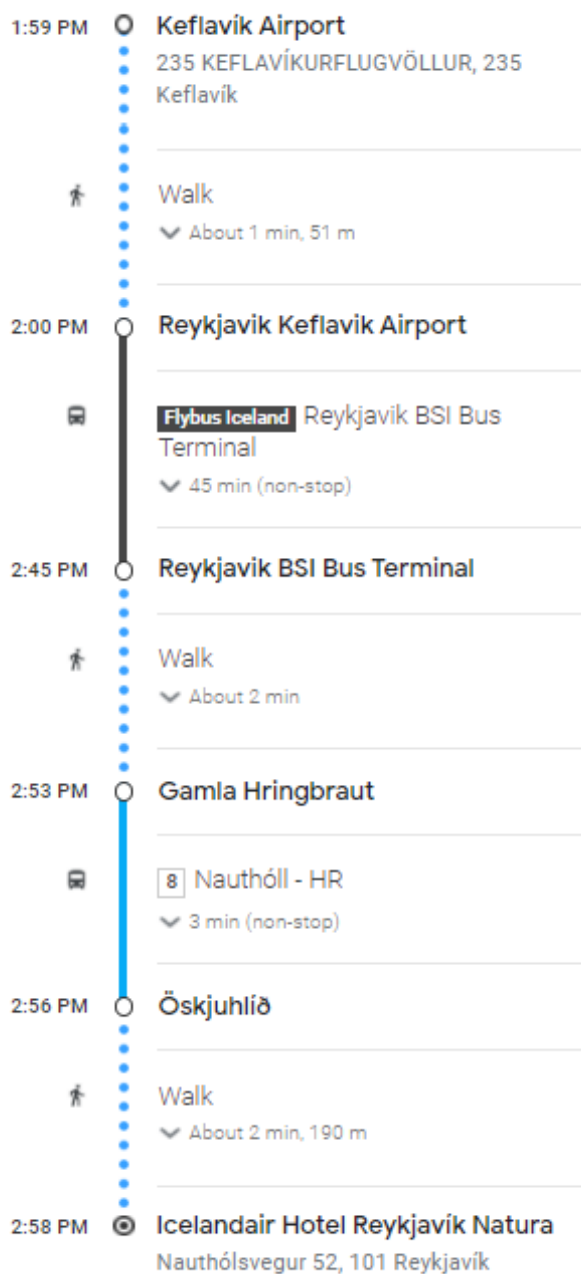 1:59 PM Keflavík Airport
235 KEFLAVÍKURFLUGVÖLLUR, 235
Keflavík
Walk
About 1 min, 51 m
2:00 PM Reykjavik Keflavik Airport
Flybus Iceland Reykjavik BSI Bus
Terminal
45 min (non-stop)
2:45 PM Reykjavik BSI Bus Terminal
Walk
About 2 min
2:53 PM Gamla Hringbraut
8 Nauthóll - HR
3 min (non-stop)
2:56 PM Öskjuhlíð
Walk
About 2 min, 190 m
2:58 PM Icelandair Hotel Reykjavík Natura
Nauthólsvegur 52, 101 Reykjavík